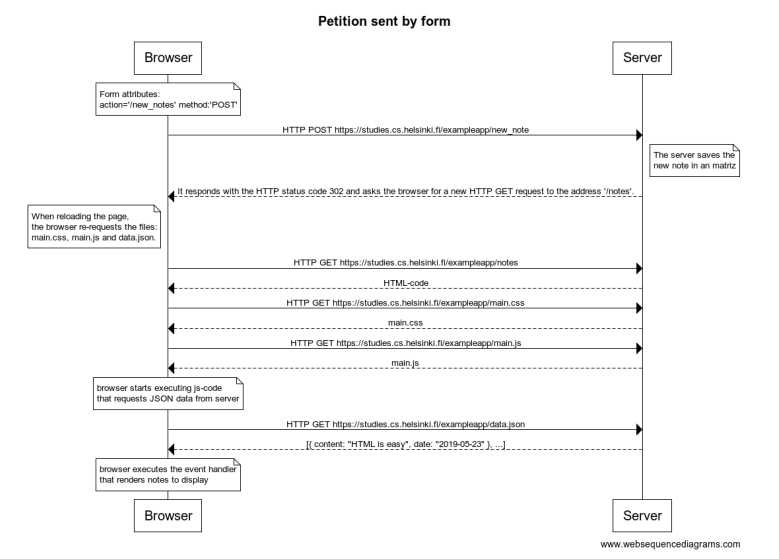 Petition sent by form
Browser
Server
Form attributes:
action='/new_notes' method:'POST'
HTTP POST https://studies.cs.helsinki.fi/exampleapp/new_note
The server saves the
new note in an matriz
It responds with the HTTP status code 302 and asks the browser for a new HTTP GET request to the address '/notes'.
When reloading the page,
the browser re-requests the files:
main.css, main.js and data.json.
HTTP GET https://studies.cs.helsinki.fi/exampleapp/notes
HTML-code
HTTP GET https://studies.cs.helsinki.fi/exampleapp/main.css
main.css
HTTP GET https://studies.cs.helsinki.fi/exampleapp/main.js
main.js
browser starts executing js-code
that requests JSON data from server
HTTP GET https://studies.cs.helsinki.fi/exampleapp/data.json
[{ content: "HTML is easy", date: "2019-05-23" }, ...]
browser executes the event handler
that renders notes to display
Browser
Server
www.websequencediagrams.com